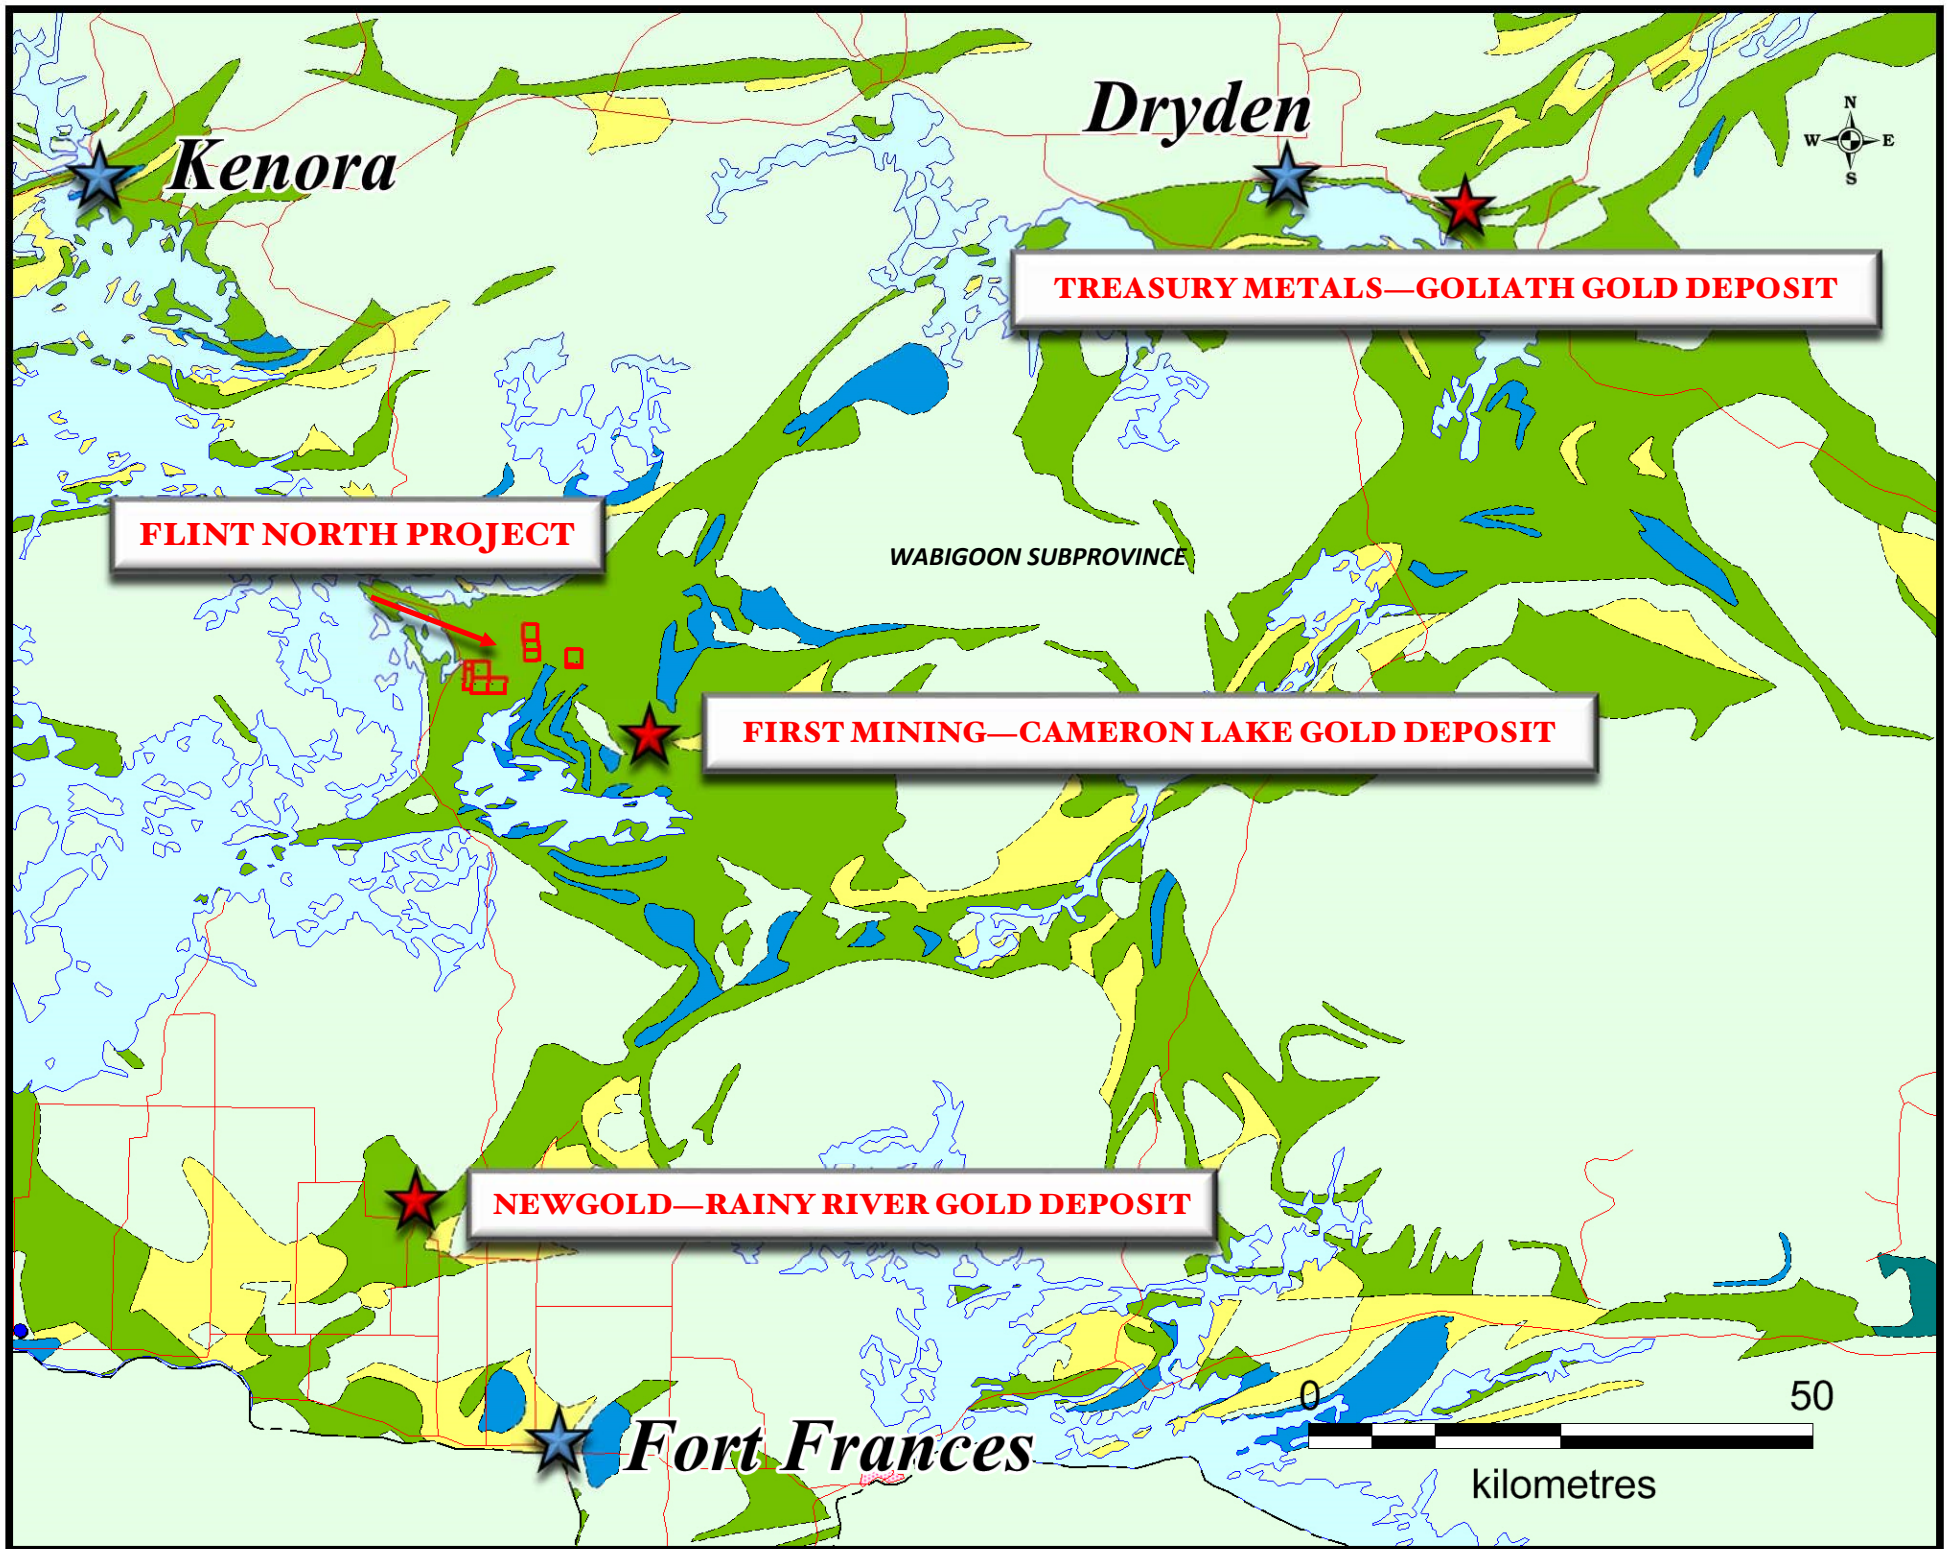 Dryden
N
W E
S
Kenora
TREASURY METALS—GOLIATH GOLD DEPOSIT
FLINT NORTH PROJECT
WABIGOON SUBPROVINCE
FIRST MINING—CAMERON LAKE GOLD DEPOSIT
NEWGOLD—RAINY RIVER GOLD DEPOSIT
0 50
Fort Frances
kilometres